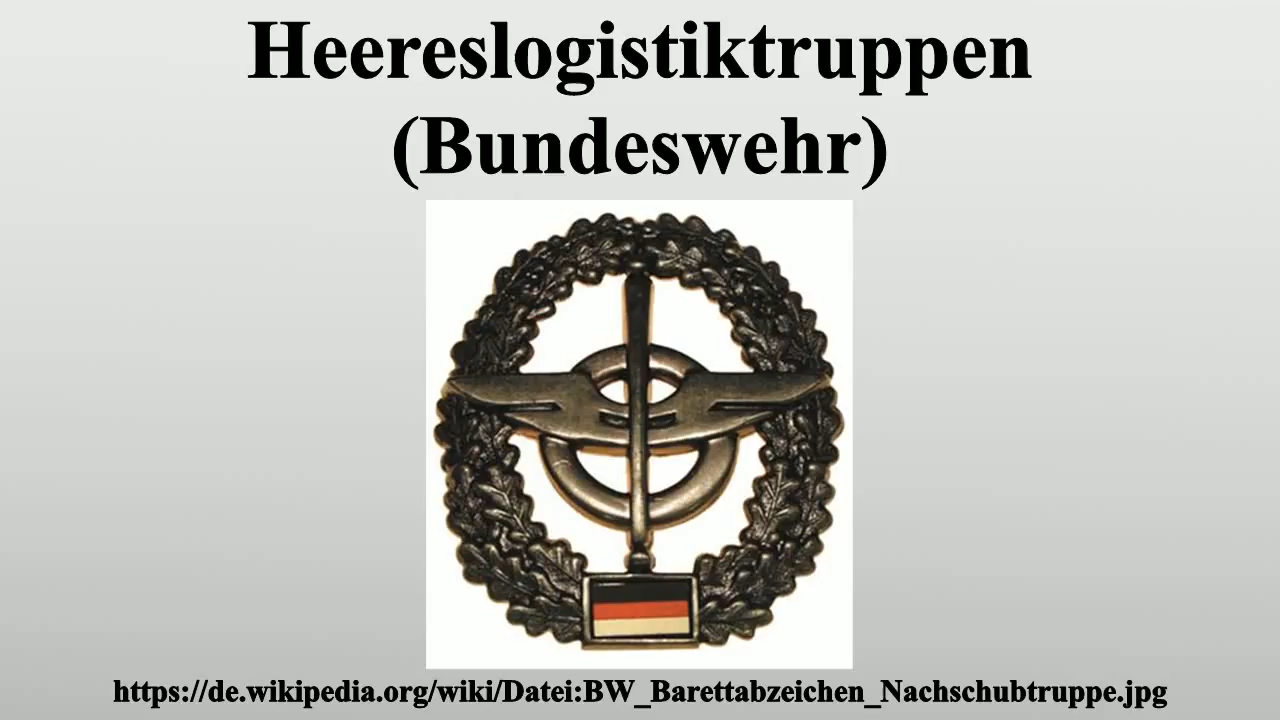 Heereslogistiktruppen
(Bundeswehr)
https://de.wikipedia.org/wiki/Datei:BW_Barettabzeichen_Nachschubtruppe.jpg